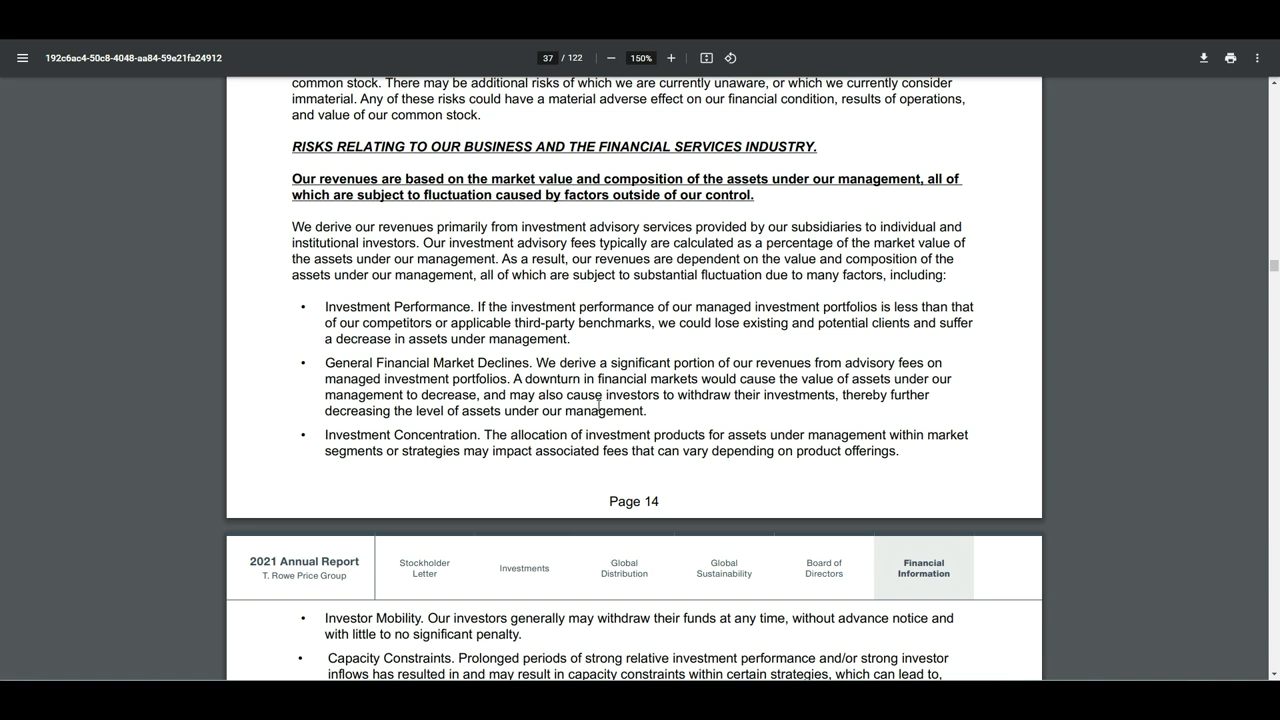 192c6ac4-50c8-4048-aa84-59e21fa24912
37 / 122
150%
common stock. There may be additional risks of which we are currently unaware, or which we currently consider
immaterial. Any of these risks could have a material adverse effect on our financial condition, results of operations,
and value of our common stock.
RISKS RELATING TO OUR BUSINESS AND THE FINANCIAL SERVICES INDUSTRY.
Our revenues are based on the market value and composition of the assets under our management, all of
which are subject to fluctuation caused by factors outside of our control.
We derive our revenues primarily from investment advisory services provided by our subsidiaries to individual and
institutional investors. Our investment advisory fees typically are calculated as a percentage of the market value of
the assets under our management. As a result, our revenues are dependent on the value and composition of the
assets under our management, all of which are subject to substantial fluctuation due to many factors, including:
• Investment Performance. If the investment performance of our managed investment portfolios is less than that
of our competitors or applicable third-party benchmarks, we could lose existing and potential clients and suffer
a decrease in assets under management.
• General Financial Market Declines. We derive a significant portion of our revenues from advisory fees on
managed investment portfolios. A downturn in financial markets would cause the value of assets under our
management to decrease, and may also cause investors to withdraw their investments, thereby further
decreasing the level of assets under our management.
• Investment Concentration. The allocation of investment products for assets under management within market
segments or strategies may impact associated fees that can vary depending on product offerings.
Page 14
2021 Annual Report
T. Rowe Price Group
Stockholder
Letter
Investments
Global
Distribution
Global
Sustainability
Board of
Directors
Financial
Information
• Investor Mobility. Our investors generally may withdraw their funds at any time, without advance notice and
with little to no significant penalty.
• Capacity Constraints. Prolonged periods of strong relative investment performance and/or strong investor
inflows has resulted in and may result in capacity constraints within certain strategies, which can lead to,